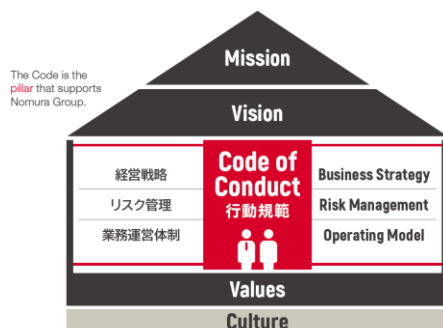 Mission
The Code is the
pillar that supports
Nomura Group.
Vision
Code of
Conduct
行動規範
経営戦略
Business Strategy
リスク管理
Risk Management
業務運営体制
Operating Model
Values
Culture